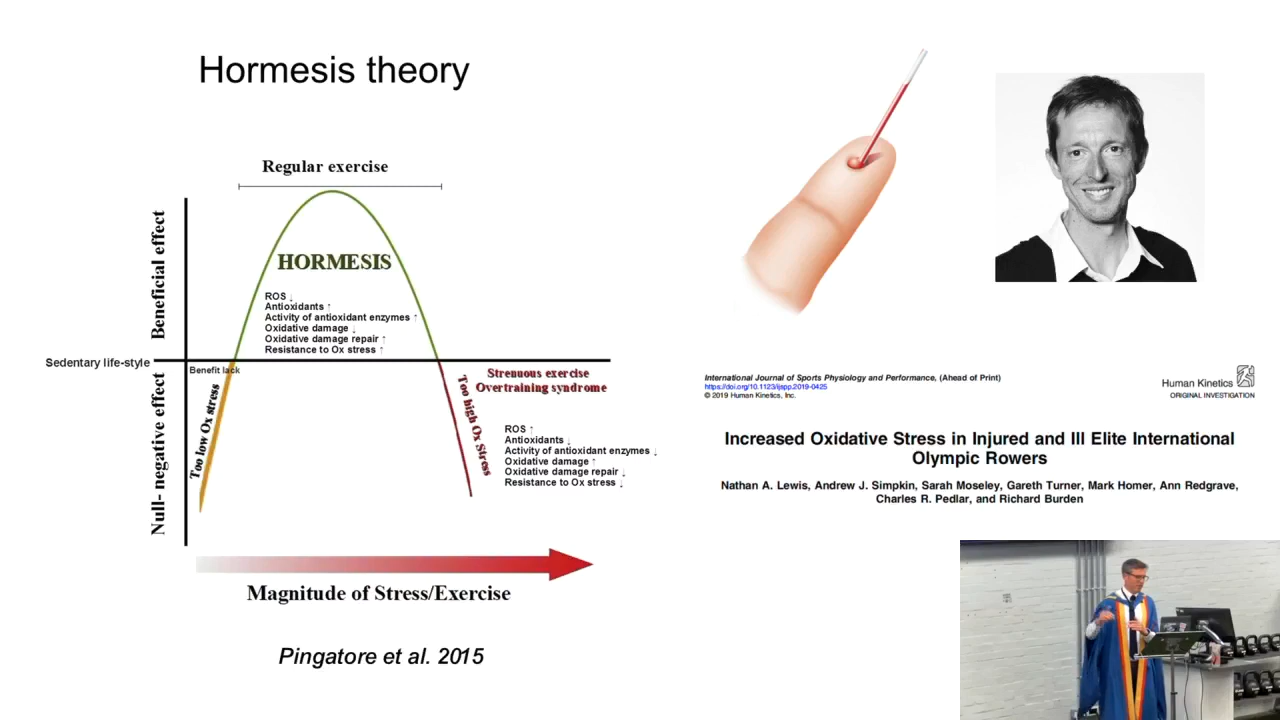 Hormesis theory
Regular exercise
Beneficial effect
HORMESIS
ROS ↓
Antioxidants ↑
Activity of antioxidant enzymes ↑
Oxidative damage ↓
Oxidative damage repair ↑
Resistance to Ox stress ↑
Sedentary life-style
Benefit lack
Null- negative effect
Too low Ox stress
Too high Ox Stress
Strenuous exercise
Overtraining syndrome
ROS ↑
Antioxidants ↓
Activity of antioxidant enzymes ↓
Oxidative damage ↑
Oxidative damage repair ↓
Resistance to Ox stress ↓
Magnitude of Stress/Exercise
Pingatore et al. 2015
International Journal of Sports Physiology and Performance, (Ahead of Print)
https://doi.org/10.1123/ijspp.2019-0425
© 2019 Human Kinetics, Inc.
Human Kinetics
ORIGINAL INVESTIGATION
Increased Oxidative Stress in Injured and Ill Elite International
Olympic Rowers
Nathan A. Lewis, Andrew J. Simpkin, Sarah Moseley, Gareth Turner, Mark Homer, Ann Redgrave,
Charles R. Pedlar, and Richard Burden